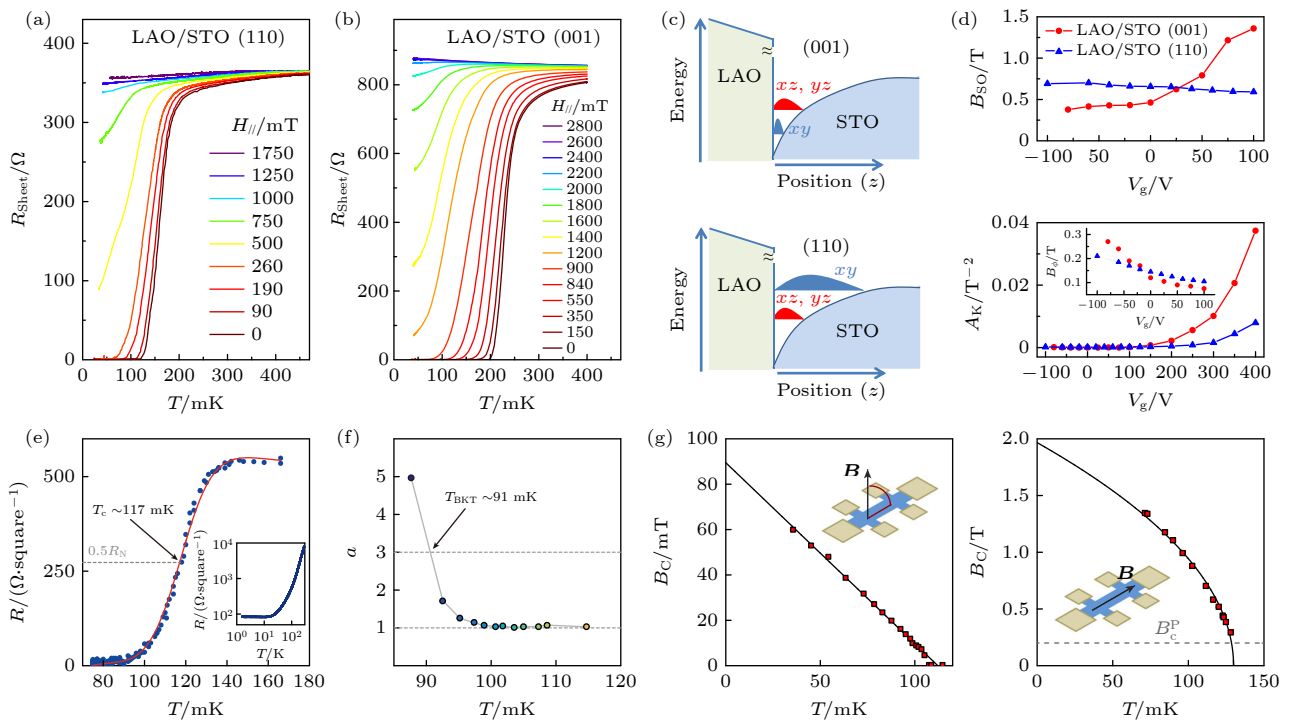 (a)
LAO/STO (110)
R_Sheet/Ω
400
300
200
100
0
H_///mT
1750
1250
1000
750
500
260
190
90
0
0 100 200 300 400
T/mK
(b)
LAO/STO (001)
R_Sheet/Ω
800
600
400
200
0
H_///mT
2800
2600
2400
2200
2000
1800
1600
1400
1200
900
840
550
350
150
0
0 100 200 300 400
T/mK
(c)
(001)
Energy
LAO
≈
xz, yz
xy
STO
Position (z)
(110)
Energy
LAO
≈
xy
xz, yz
STO
Position (z)
(d)
LAO/STO (001)
LAO/STO (110)
B_SO/T
1.5
1.0
0.5
0
−100 −50 0 50 100
V_g/V
A_K/T^−2
0.04
0.02
0
B_ϕ/T
0.3
0.1
−100 −50 0 50 100
V_g/V
−100 0 100 200 300 400
V_g/V
(e)
R/(Ω·square^−1)
500
250
0
T_c ~117 mK
0.5R_N
R/(Ω·square^−1)
10^4
10^3
10^2
10^0 10^1 10^2
T/K
80 100 120 140 160 180
T/mK
(f)
a
5
4
3
2
1
0
T_BKT ~91 mK
90 100 110 120
T/mK
(g)
B_C/mT
100
80
60
40
20
0
B
0 50 100
T/mK
B_C/T
2.0
1.5
1.0
0.5
0
B
B_c^P
0 50 100 150
T/mK